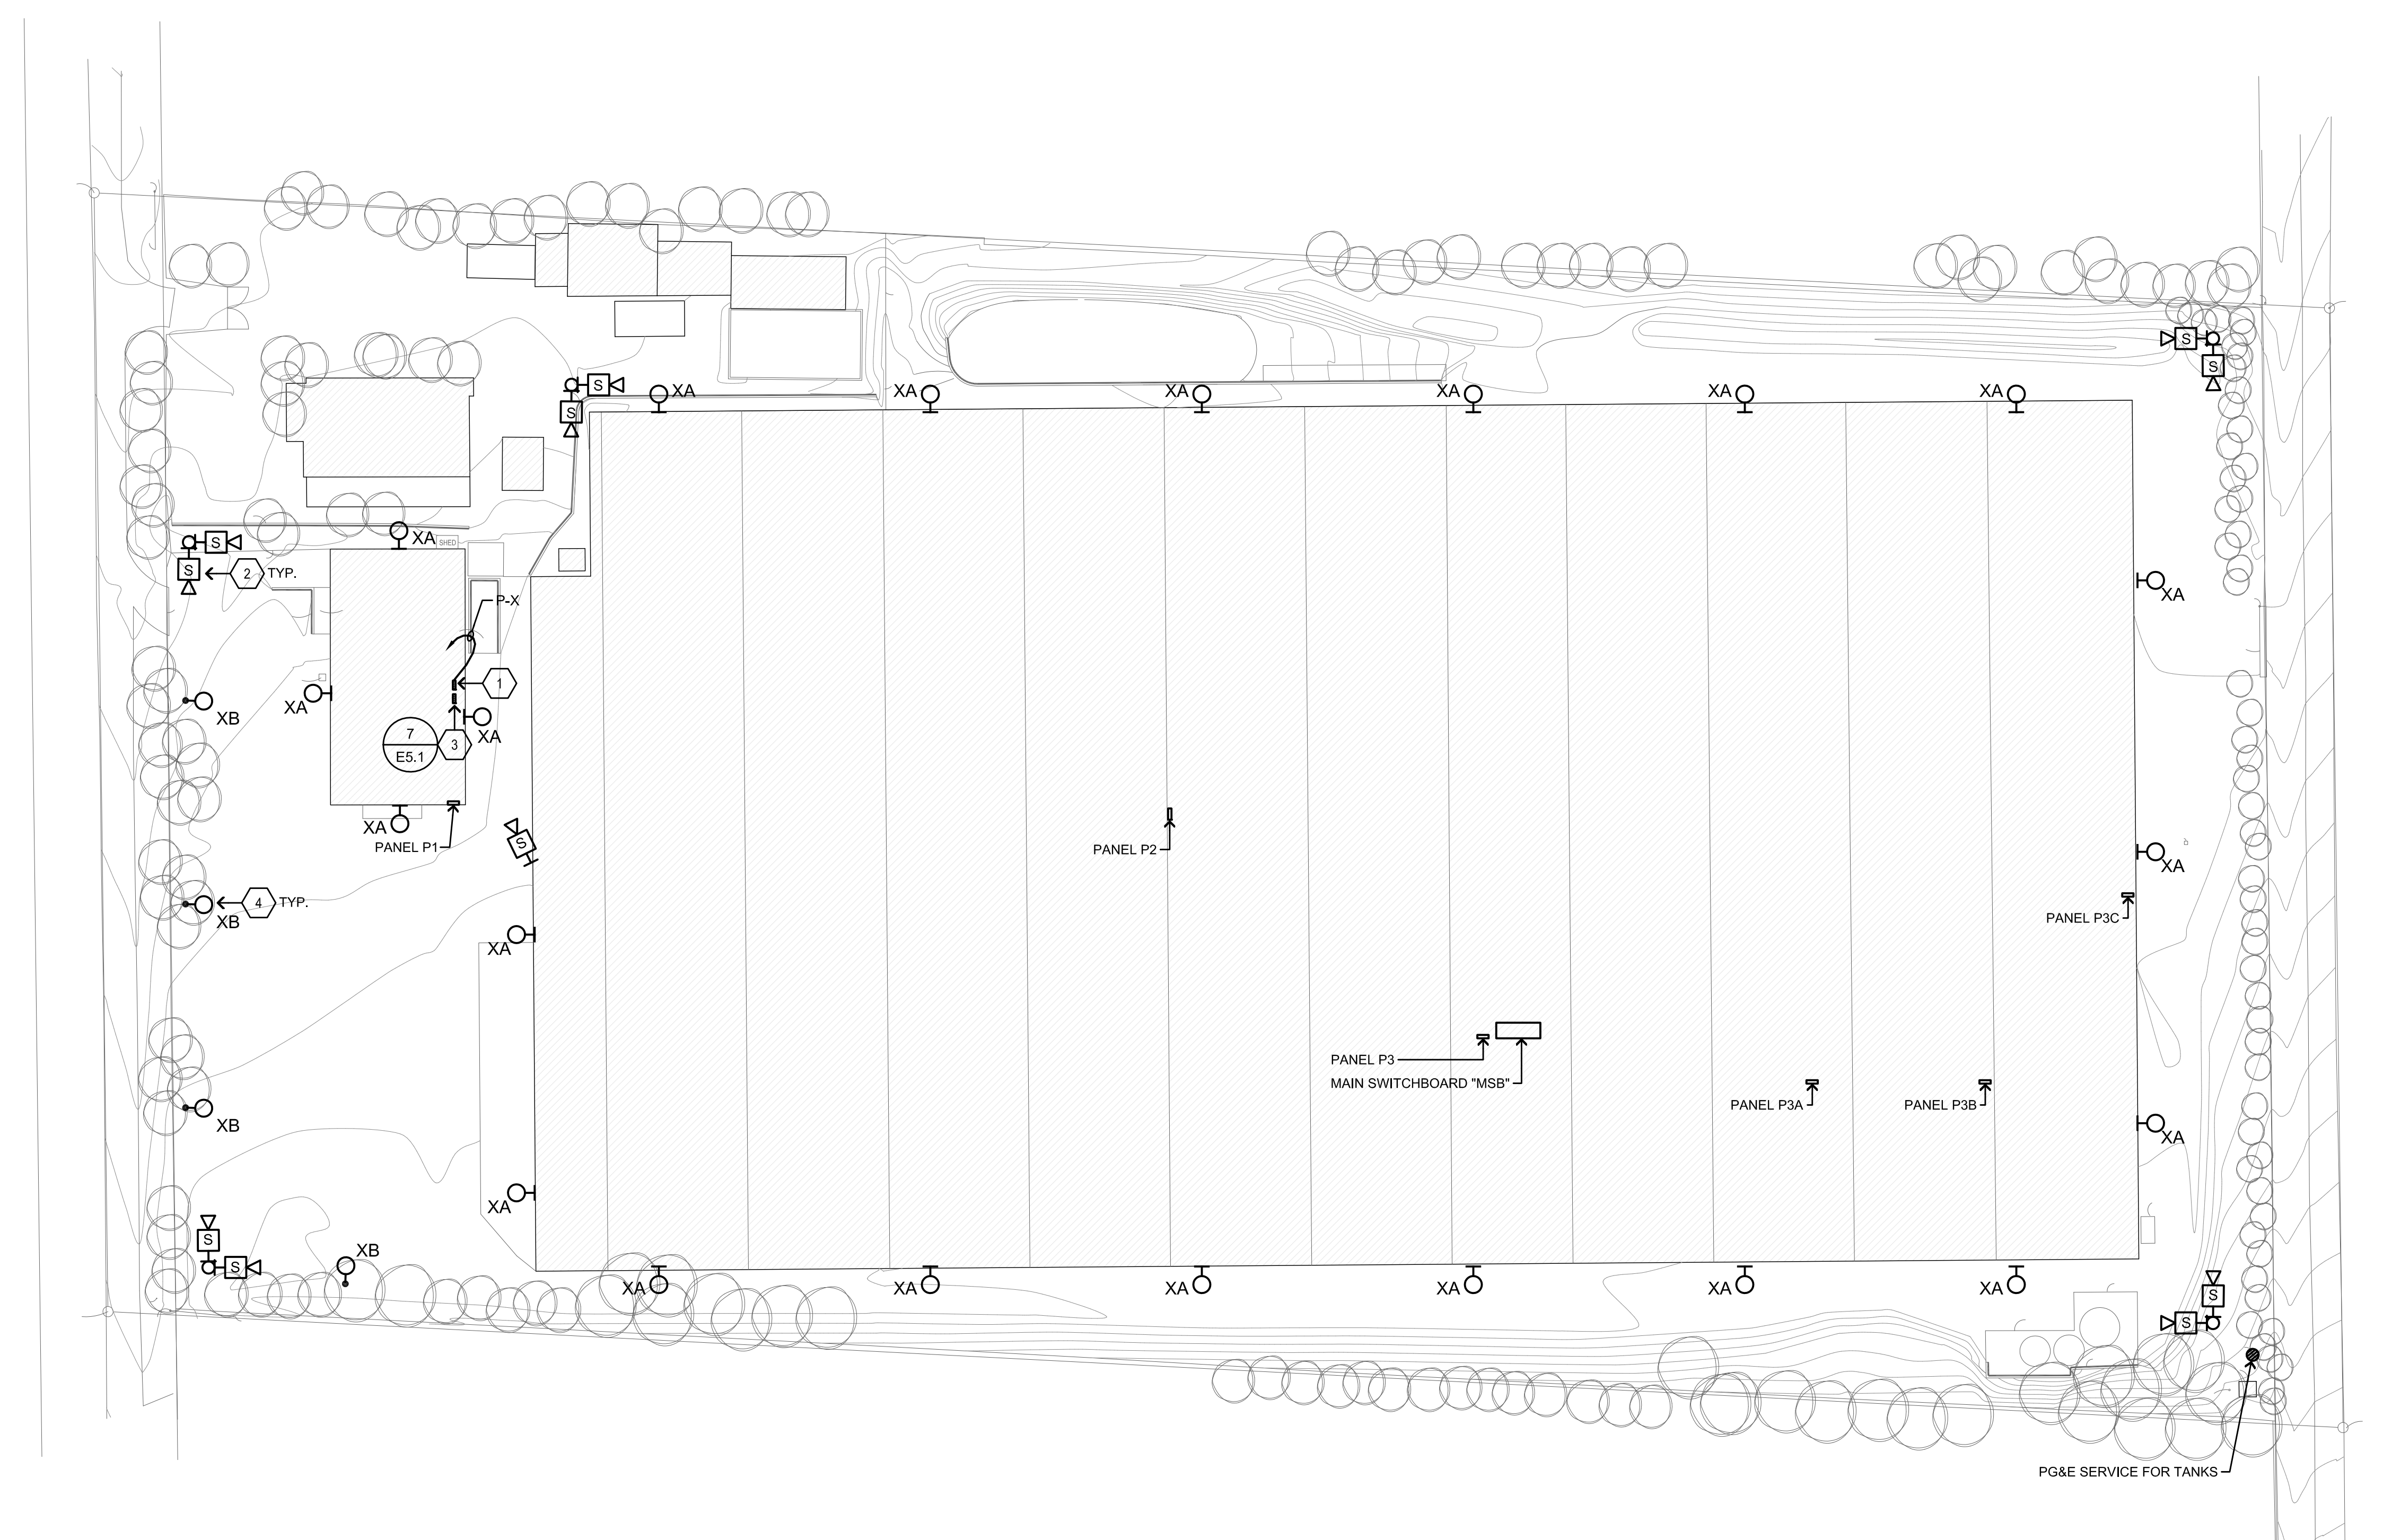 S
S
S
S
XA
XA
XA
XA
XA
XA
XA
SHED
S
S
2
TYP.
XA
P-X
1
XA
XB
7
E5.1
3
XA
XA
PANEL P1
S
PANEL P2
XA
4
TYP.
XB
PANEL P3C
XA
PANEL P3
MAIN SWITCHBOARD "MSB"
PANEL P3A
PANEL P3B
XB
XA
XA
S
S
XB
XA
XA
XA
XA
XA
XA
S
S
PG&E SERVICE FOR TANKS